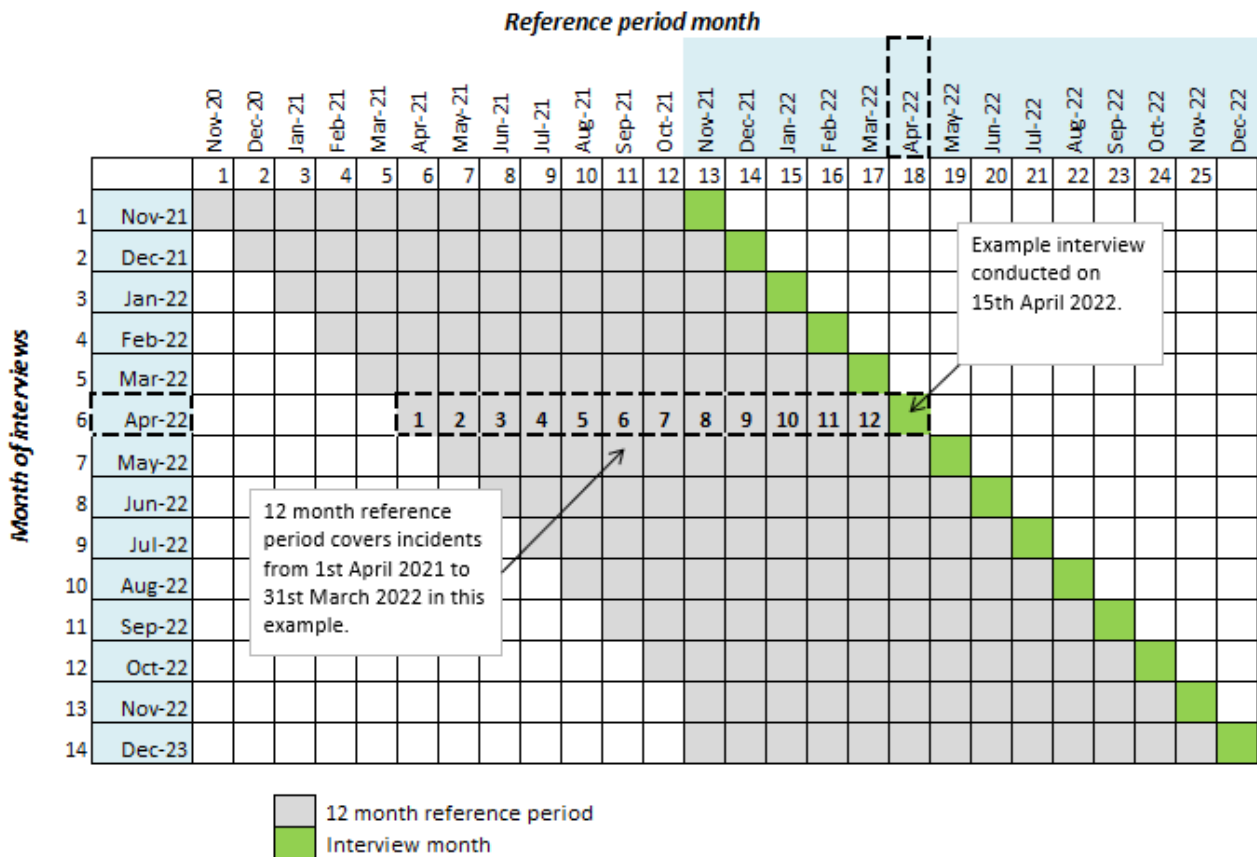 Reference period month
Nov-20 Dec-20 Jan-21 Feb-21 Mar-21 Apr-21 May-21 Jun-21 Jul-21 Aug-21 Sep-21 Oct-21 Nov-21 Dec-21 Jan-22 Feb-22 Mar-22 Apr-22 May-22 Jun-22 Jul-22 Aug-22 Sep-22 Oct-22 Nov-22 Dec-22
1 2 3 4 5 6 7 8 9 10 11 12 13 14 15 16 17 18 19 20 21 22 23 24 25
Month of interviews
1 Nov-21
2 Dec-21
3 Jan-22
4 Feb-22
5 Mar-22
6 Apr-22 1 2 3 4 5 6 7 8 9 10 11 12
7 May-22
8 Jun-22
9 Jul-22
10 Aug-22
11 Sep-22
12 Oct-22
13 Nov-22
14 Dec-23
Example interview
conducted on
15th April 2022.
12 month reference
period covers incidents
from 1st April 2021 to
31st March 2022 in this
example.
12 month reference period
Interview month